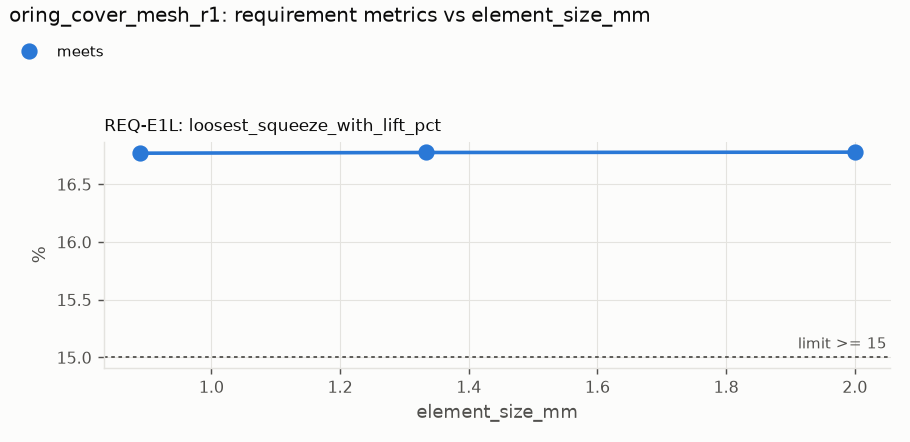 oring_cover_mesh_r1: requirement metrics vs element_size_mm
meets
REQ-E1L: loosest_squeeze_with_lift_pct
16.5
16.0
15.5
15.0
%
limit >= 15
1.0
1.2
1.4
1.6
1.8
2.0
element_size_mm